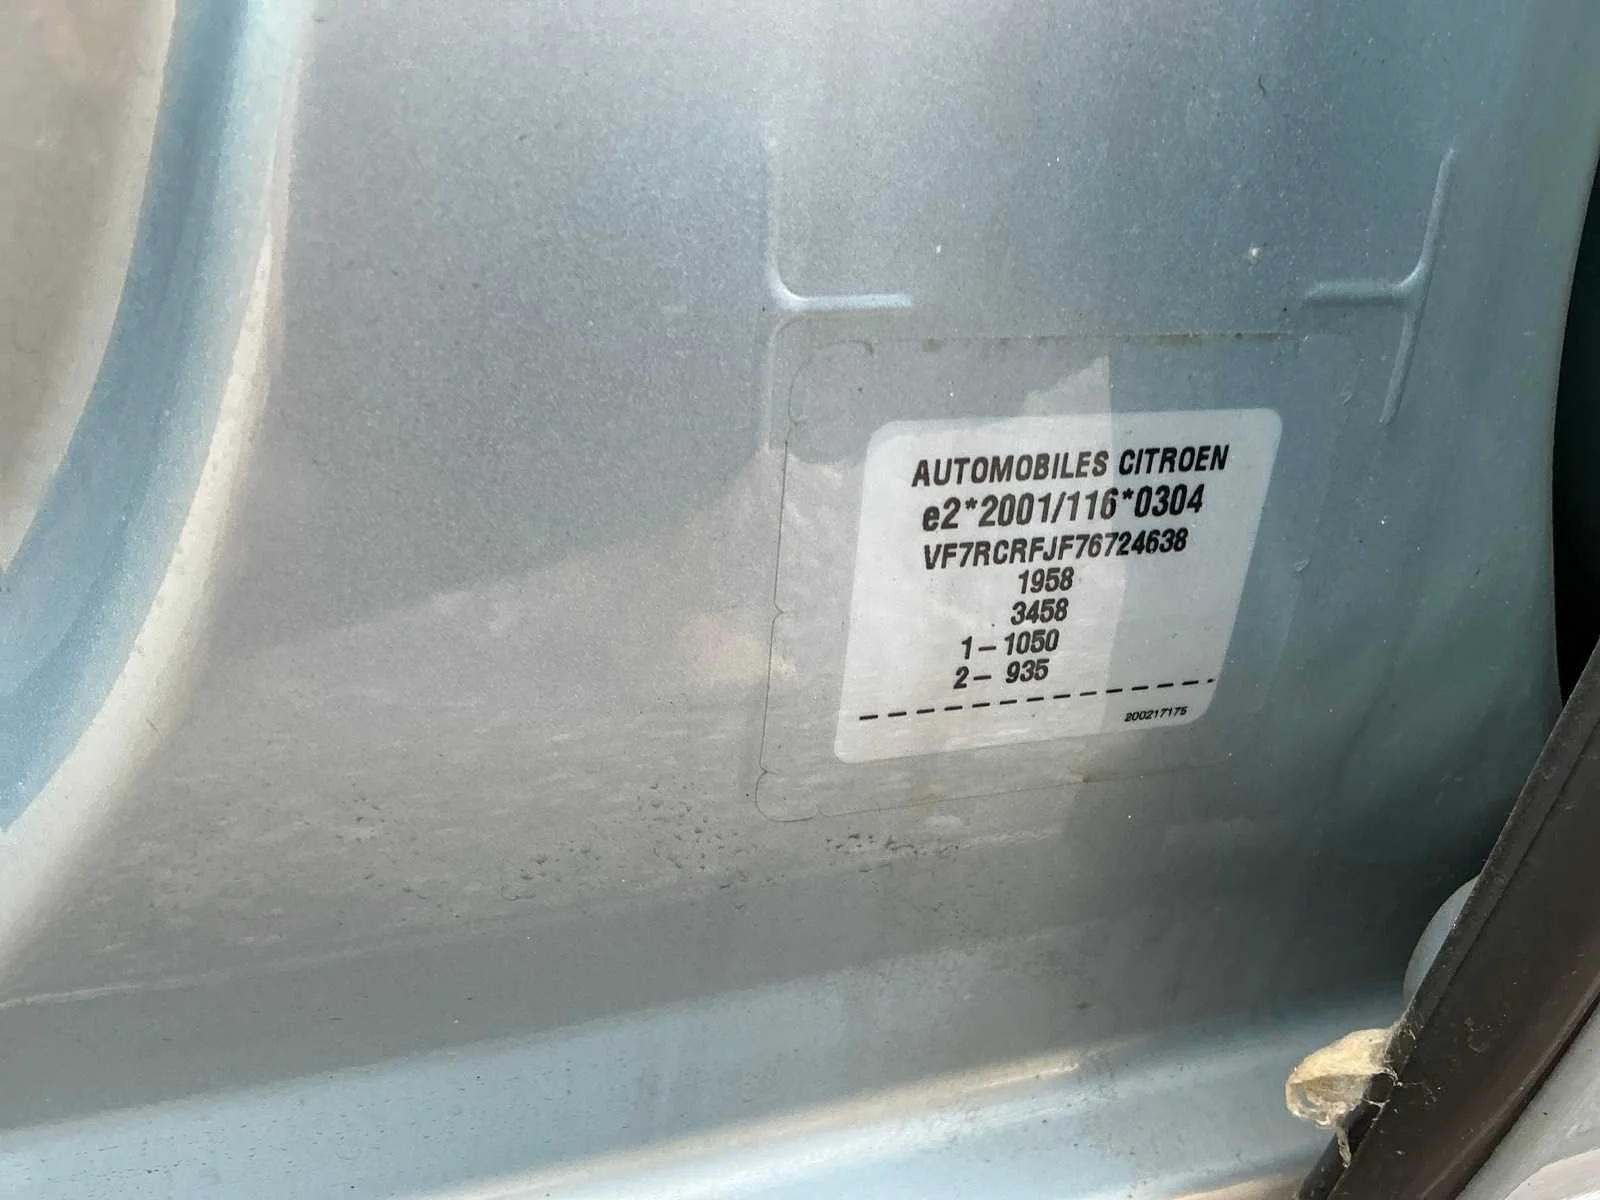 AUTOMOBILES CITROEN
e2*2001/116*0304
VF7RCRFJF76724638
1958
3458
1– 1050
2– 935
200217175